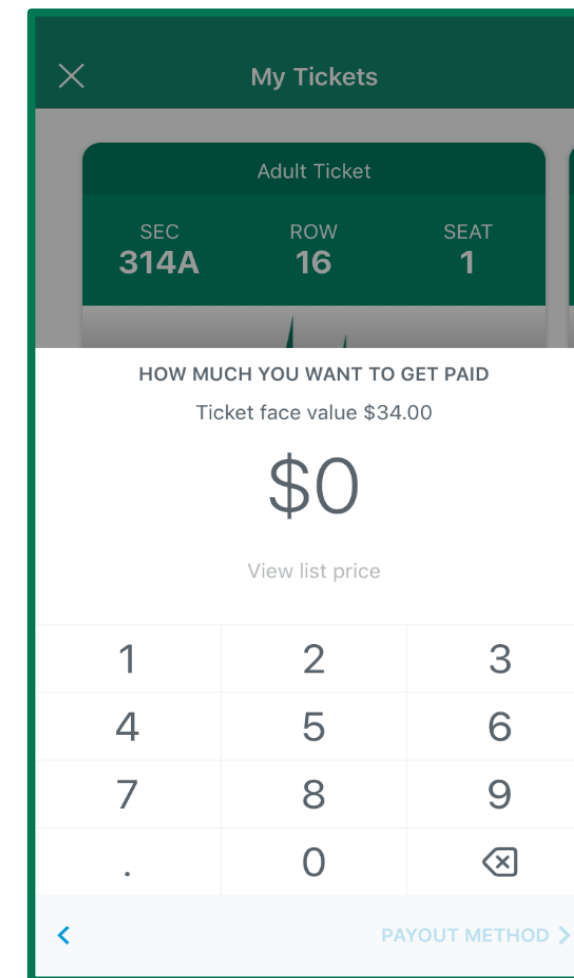 My Tickets
Adult Ticket
SEC ROW SEAT
314A 16 1
HOW MUCH YOU WANT TO GET PAID
Ticket face value $34.00
$0
View list price
1 2 3
4 5 6
7 8 9
. 0
PAYOUT METHOD